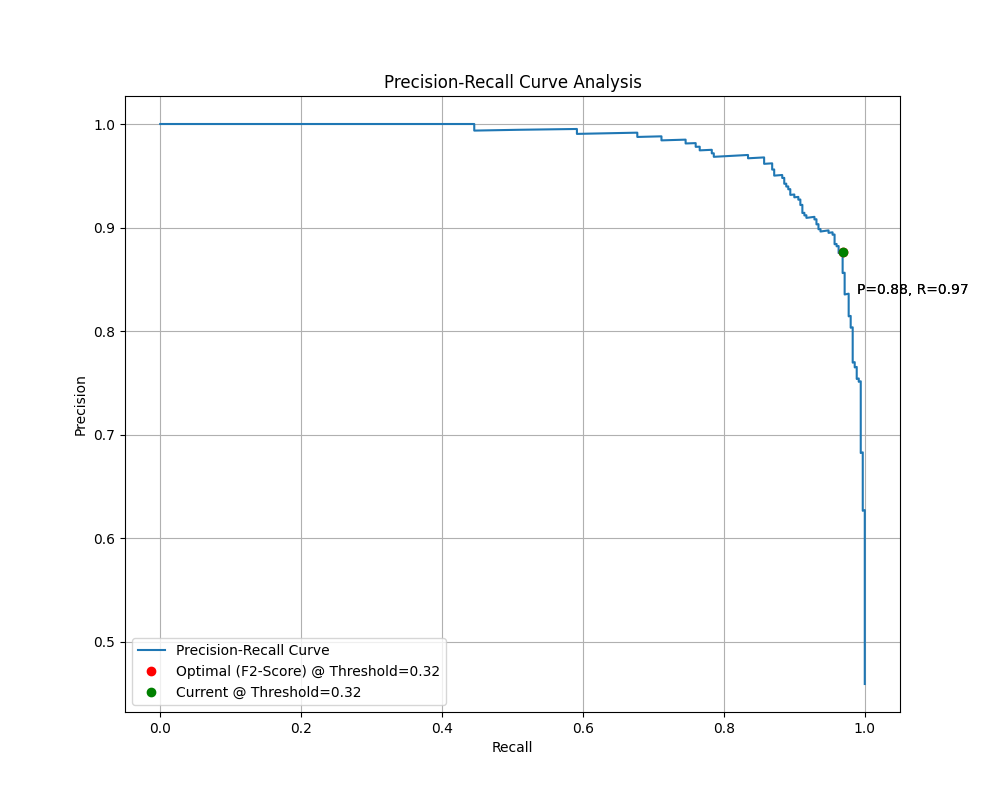 Precision-Recall Curve Analysis
1.0
0.9
0.8
0.7
0.6
0.5
Precision
P=0.88, R=0.97
Precision-Recall Curve
Optimal (F2-Score) @ Threshold=0.32
Current @ Threshold=0.32
0.0 0.2 0.4 0.6 0.8 1.0
Recall